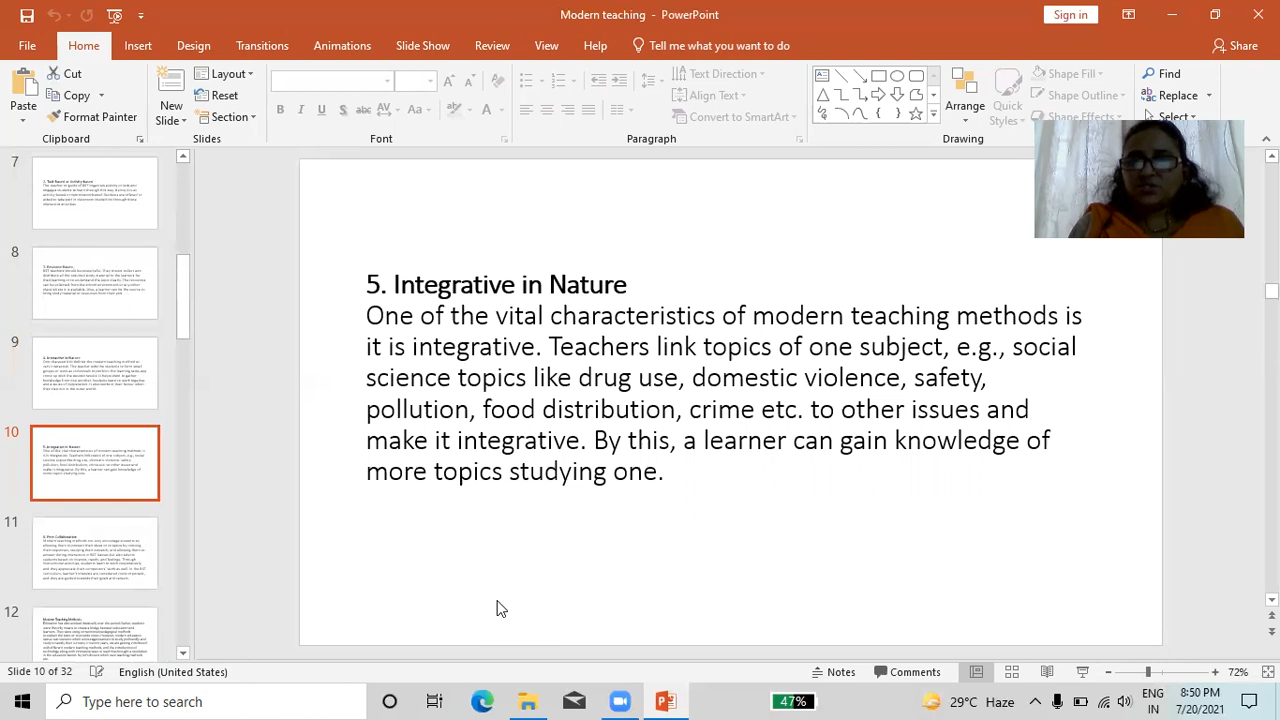 Modern teaching - PowerPoint
Sign in
File Home Insert Design Transitions Animations Slide Show Review View Help Tell me what you want to do Share
Paste
Cut
Copy
Format Painter
Clipboard
New Slide
Layout
Reset
Section
Slides
Font
Text Direction
Align Text
Convert to SmartArt
Paragraph
Arrange
Quick Styles
Shape Fill
Shape Outline
Shape Effects
Drawing
Find
Replace
Select
7
8
9
10
11
12
5. Integrative in Nature
One of the vital characteristics of modern teaching methods is
it is integrative. Teachers link topics of one subject, e.g., social
science topics like drug use, domestic violence, safety,
pollution, food distribution, crime etc. to other issues and
make it integrative. By this, a learner can gain knowledge of
more topics studying one.
Slide 10 of 32 English (United States) Notes Comments 72%
Type here to search 47% 29°C Haze ENG IN 8:50 PM 7/20/2021